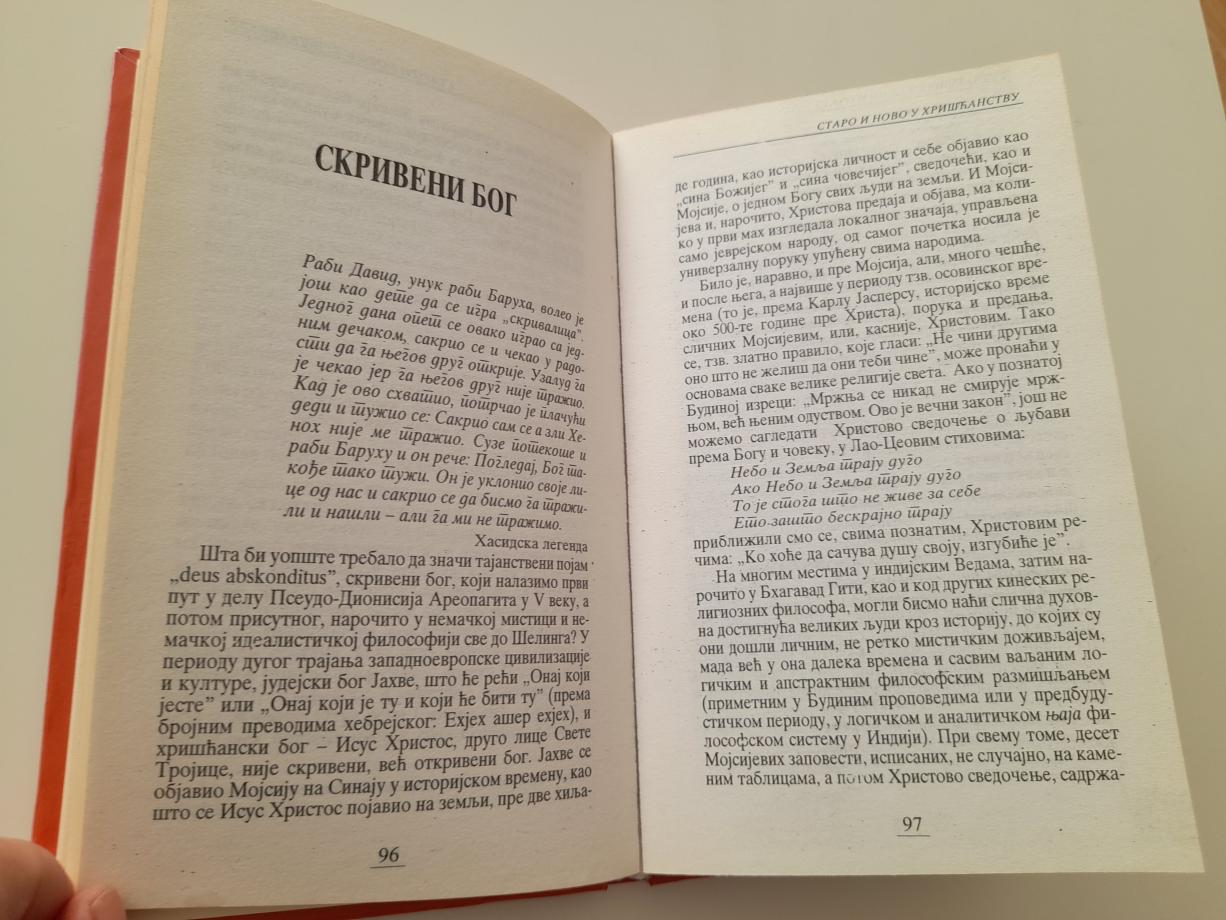 СКРИВЕНИ БОГ
Раби Давид, унук раби Баруха, волео је
још као дете да се игра „скривалица".
Једног дана опет се овако играо са јед-
ним дечаком, сакрио се и чекао у радо-
сти да га његов друг открије. Узалуд га
је чекао јер га његов друг није тражио.
Кад је ово схватио, потрчао је плачући
деди и тужио се: Сакрио сам се а зли Хе-
нох није ме тражио. Сузе потекоше и
раби Баруху и он рече: Погледај, Бог та-
кође тако тужи. Он је уклонио своје ли-
це од нас и сакрио се да бисмо га тражи-
ли и нашли – али га ми не тражимо.
Хасидска легенда
Шта би уопште требало да значи тајанствени појам
„deus abskonditus", скривени бог, који налазимо први
пут у делу Псеудо-Дионисија Ареопагита у V веку, а
потом присутног, нарочито у немачкој мистици и не-
мачкој идеалистичкој филозофији све до Шелинга? У
периоду дугог трајања западноевропске цивилизације
и културе, јудејски бог Јахве, што ће рећи „Онај који
јесте" или „Онај који је ту и који ће бити ту" (према
бројним преводима хебрејског: Ехјех ашер ехјех), и
хришћански бог – Исус Христос, друго лице Свете
Тројице, није скривени, већ откривени бог. Јахве се
објавио Мојсију на Синају у историјском времену, као
што се Исус Христос појавио на земљи, пре две хиља-
96
СТАРО И НОВО У ХРИШЋАНСТВУ
де година, као историјска личност и себе објавио као
„сина Божијег" и „сина човечијег", сведочећи, као и
Мојсије, о једном Богу свих људи на земљи. И Мојси-
јева и, нарочито, Христова предаја и објава, ма коли-
ко у први мах изгледала локалног значаја, управљена
само јеврејском народу, од самог почетка носила је
универзалну поруку упућену свима народима.
Било је, наравно, и пре Мојсија, али, много чешће,
и после њега, а највише у периоду тзв. осовинског вре-
мена (то је, према Карлу Јасперсу, историјско време
око 500-те године пре Христа), порука и предања,
сличних Мојсијевим, или, касније, Христовим. Тако
се, тзв. златно правило, које гласи: „Не чини другима
оно што не желиш да они теби чине", може пронаћи у
основама сваке велике религије света. Ако у познатој
Будиној изреци: „Мржња се никад не смирује мрж-
њом, већ њеним одуством. Ово је вечни закон", још не
можемо сагледати Христово сведочење о љубави
према Богу и човеку, у Лао-Цеовим стиховима:
Небо и Земља трају дуго
Ако Небо и Земља трају дуго
То је стога што не живе за себе
Ето зашто бескрајно трају
приближили смо се, свима познатим, Христовим ре-
чима: „Ко хоће да сачува душу своју, изгубиће је".
На многим местима у индијским Ведама, затим на-
рочито у Бхагавад Гити, као и код других кинеских ре-
лигиозних философа, могли бисмо наћи слична духов-
на достигнућа великих људи кроз историју, до којих су
они дошли личним, не ретко мистичким доживљајем,
мада већ у она далека времена и сасвим ваљаним ло-
гичким и апстрактним философским размишљањем
(приметним у Будиним проповедима или у предбуду-
стичком периоду, у логичком и аналитичком њаја фи-
лософском систему у Индији). При свему томе, десет
Мојсијевих заповести, исписаних, не случајно, на каме-
ним таблицама, а потом Христово сведочење, садржа-
97